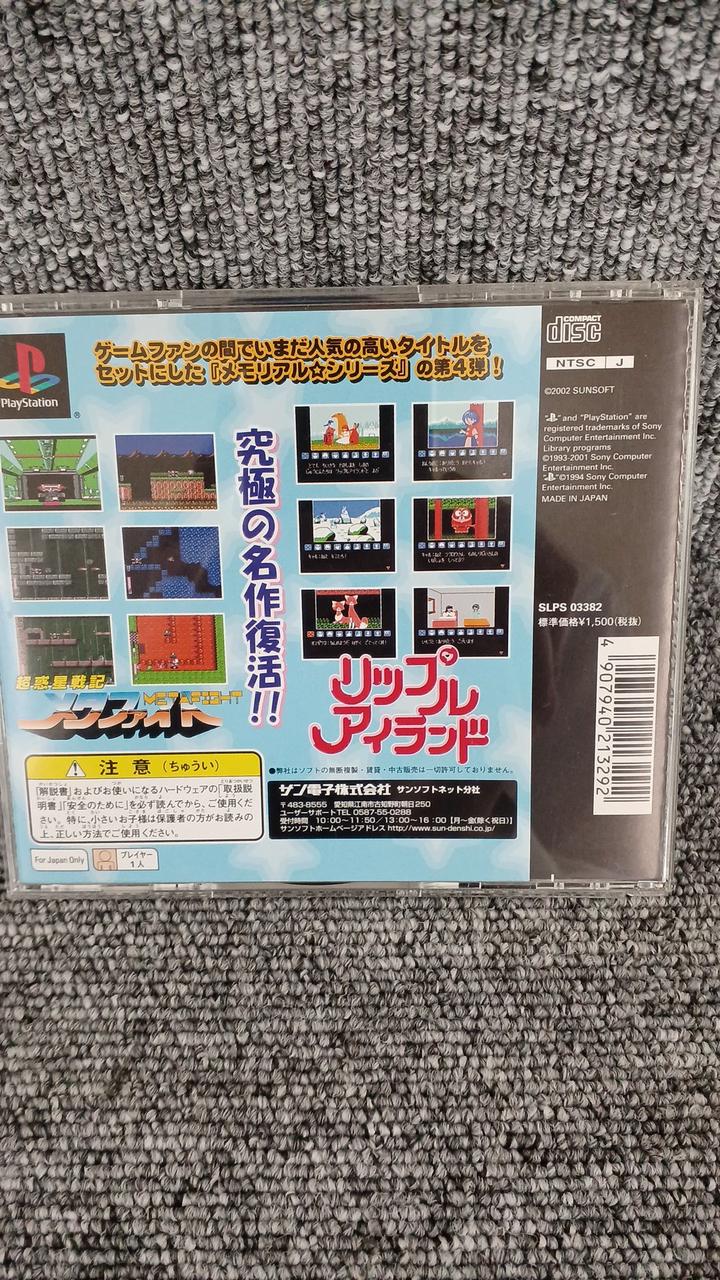 PlayStation
®
ゲームファンの間でいまだ人気の高いタイトルを
セットにした『メモリアル☆シリーズ』の第4弾！
究極の名作復活!!
超惑星戦記
メタファイト
METAFIGHT
リップル
アイランド
注意(ちゅうい)
「解説書」およびお使いになるハードウェアの「取扱説
明書」「安全のために」を必ず読んでから、ご使用くだ
さい。特に、小さいお子様は保護者の方がお読みの
上、正しい方法でご使用ください。
For Japan Only
プレイヤー
1人
●弊社はソフトの無断複製・賃貸・中古販売は一切許可しておりません。
サン電子株式会社 サンソフトネット分社
〒483-8555 愛知県江南市古知野町朝日250
ユーザーサポートTEL 0587-55-0288
受付時間 10:00～11:50/13:00～16:00【月～金(除く祝日)】
サンソフトホームページアドレス http://www.sun-denshi.co.jp/
COMPACT
disc
NTSC J
©2002 SUNSOFT
"PS" and "PlayStation" are
registered trademarks of Sony
Computer Entertainment Inc.
Library programs
©1993-2001 Sony Computer
Entertainment Inc.
"PS" ©1994 Sony Computer
Entertainment Inc.
MADE IN JAPAN
SLPS 03382
標準価格¥1,500(税抜)
4 907940 213292